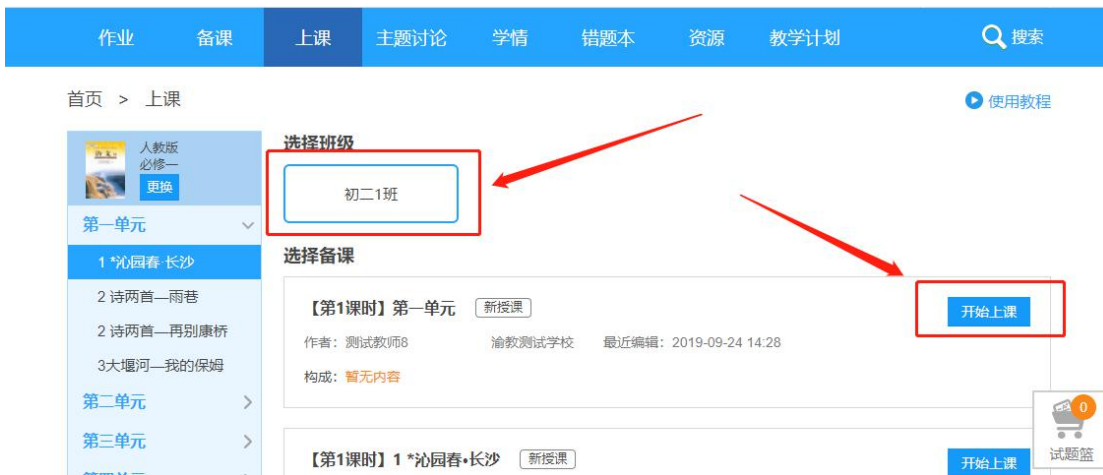 作业 备课 上课 主题讨论 学情 错题本 资源 教学计划 搜索
首页 > 上课
使用教程
人教版
必修一
更换
第一单元
1 *沁园春·长沙
2 诗两首—雨巷
2 诗两首—再别康桥
3大堰河—我的保姆
第二单元
第三单元
选择班级
初二1班
选择备课
【第1课时】第一单元 新授课
开始上课
作者：测试教师8 渝教测试学校 最近编辑：2019-09-24 14:28
构成：暂无内容
【第1课时】1 *沁园春•长沙 新授课
开始上课
0
试题篮